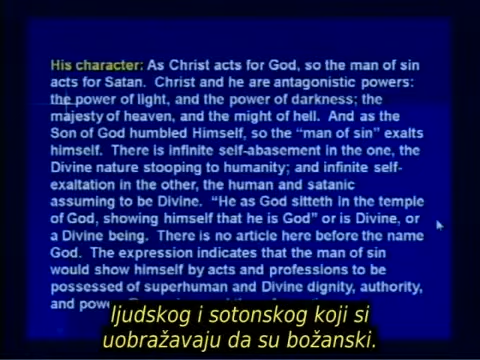 His character: As Christ acts for God, so the man of sin
acts for Satan. Christ and he are antagonistic powers:
the power of light, and the power of darkness; the
majesty of heaven, and the might of hell. And as the
Son of God humbled Himself, so the “man of sin” exalts
himself. There is infinite self-abasement in the one, the
Divine nature stooping to humanity; and infinite self-
exaltation in the other, the human and satanic
assuming to be Divine. “He as God sitteth in the temple
of God, showing himself that he is God” or is Divine, or
a Divine being. There is no article here before the name
God. The expression indicates that the man of sin
would show himself by acts and professions to be
possessed of superhuman and Divine dignity, authority,
and
ljudskog i sotonskog koji si
uobražavaju da su božanski.